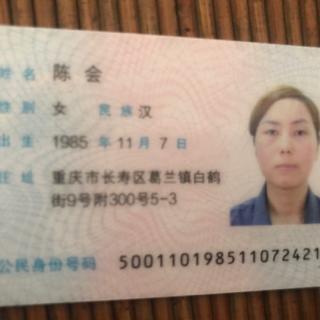 姓名 陈会
性别 女 民族 汉
出生 1985 年 11 月 7 日
住址 重庆市长寿区葛兰镇白鹤
街9号附300号5-3
公民身份号码 500110198511072421